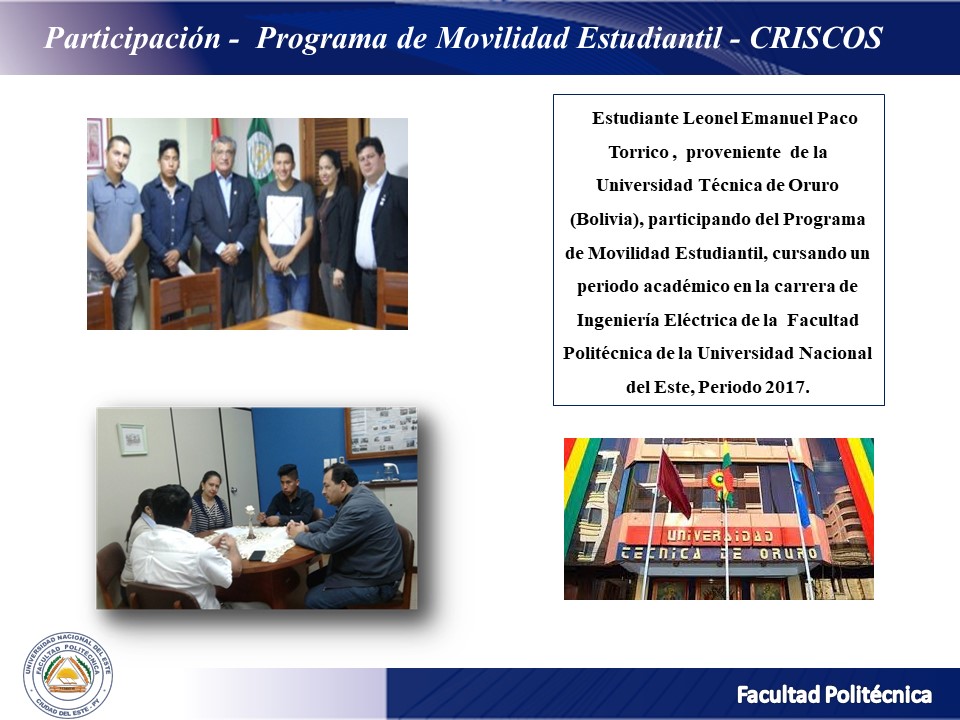 Participación - Programa de Movilidad Estudiantil - CRISCOS
Estudiante Leonel Emanuel Paco
Torrico , proveniente de la
Universidad Técnica de Oruro
(Bolivia), participando del Programa
de Movilidad Estudiantil, cursando un
periodo académico en la carrera de
Ingeniería Eléctrica de la Facultad
Politécnica de la Universidad Nacional
del Este, Periodo 2017.
UNIVERSIDAD
TECNICA DE ORURO
UNIVERSIDAD NACIONAL DEL ESTE
FACULTAD POLITÉCNICA
CIUDAD DEL ESTE - PY
Facultad Politécnica